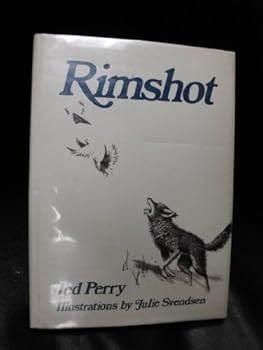 Rimshot
Ted Perry
Illustrations by Julie Svendsen